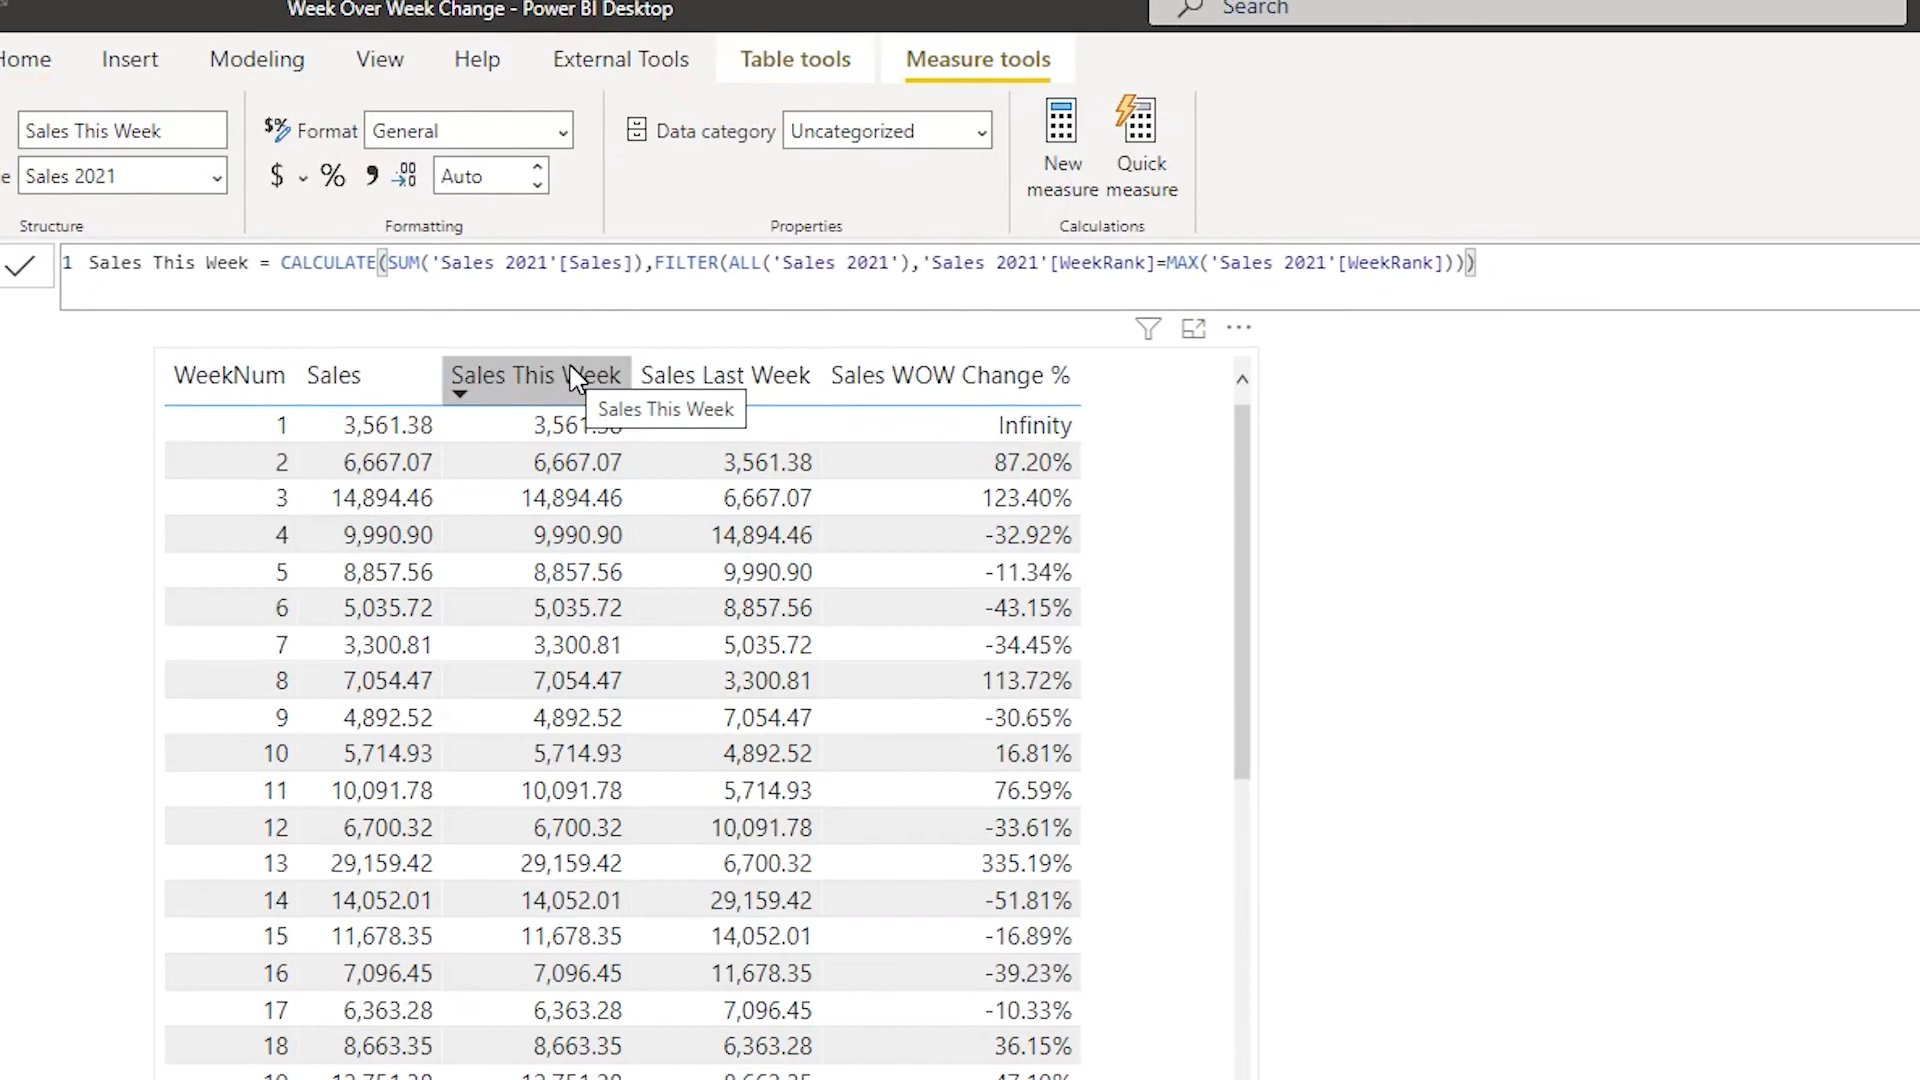 Week Over Week Change - Power BI Desktop
Search
Home Insert Modeling View Help External Tools Table tools Measure tools
Sales This Week
$% Format General
Data category Uncategorized
Sales 2021
$ % , .00 Auto
New measure
Quick measure
Structure Formatting Properties Calculations
1 Sales This Week = CALCULATE(SUM('Sales 2021'[Sales]),FILTER(ALL('Sales 2021'),'Sales 2021'[WeekRank]=MAX('Sales 2021'[WeekRank])))
WeekNum Sales Sales This Week Sales Last Week Sales WOW Change %
Sales This Week
1 3,561.38 3,561.38 Infinity
2 6,667.07 6,667.07 3,561.38 87.20%
3 14,894.46 14,894.46 6,667.07 123.40%
4 9,990.90 9,990.90 14,894.46 -32.92%
5 8,857.56 8,857.56 9,990.90 -11.34%
6 5,035.72 5,035.72 8,857.56 -43.15%
7 3,300.81 3,300.81 5,035.72 -34.45%
8 7,054.47 7,054.47 3,300.81 113.72%
9 4,892.52 4,892.52 7,054.47 -30.65%
10 5,714.93 5,714.93 4,892.52 16.81%
11 10,091.78 10,091.78 5,714.93 76.59%
12 6,700.32 6,700.32 10,091.78 -33.61%
13 29,159.42 29,159.42 6,700.32 335.19%
14 14,052.01 14,052.01 29,159.42 -51.81%
15 11,678.35 11,678.35 14,052.01 -16.89%
16 7,096.45 7,096.45 11,678.35 -39.23%
17 6,363.28 6,363.28 7,096.45 -10.33%
18 8,663.35 8,663.35 6,363.28 36.15%